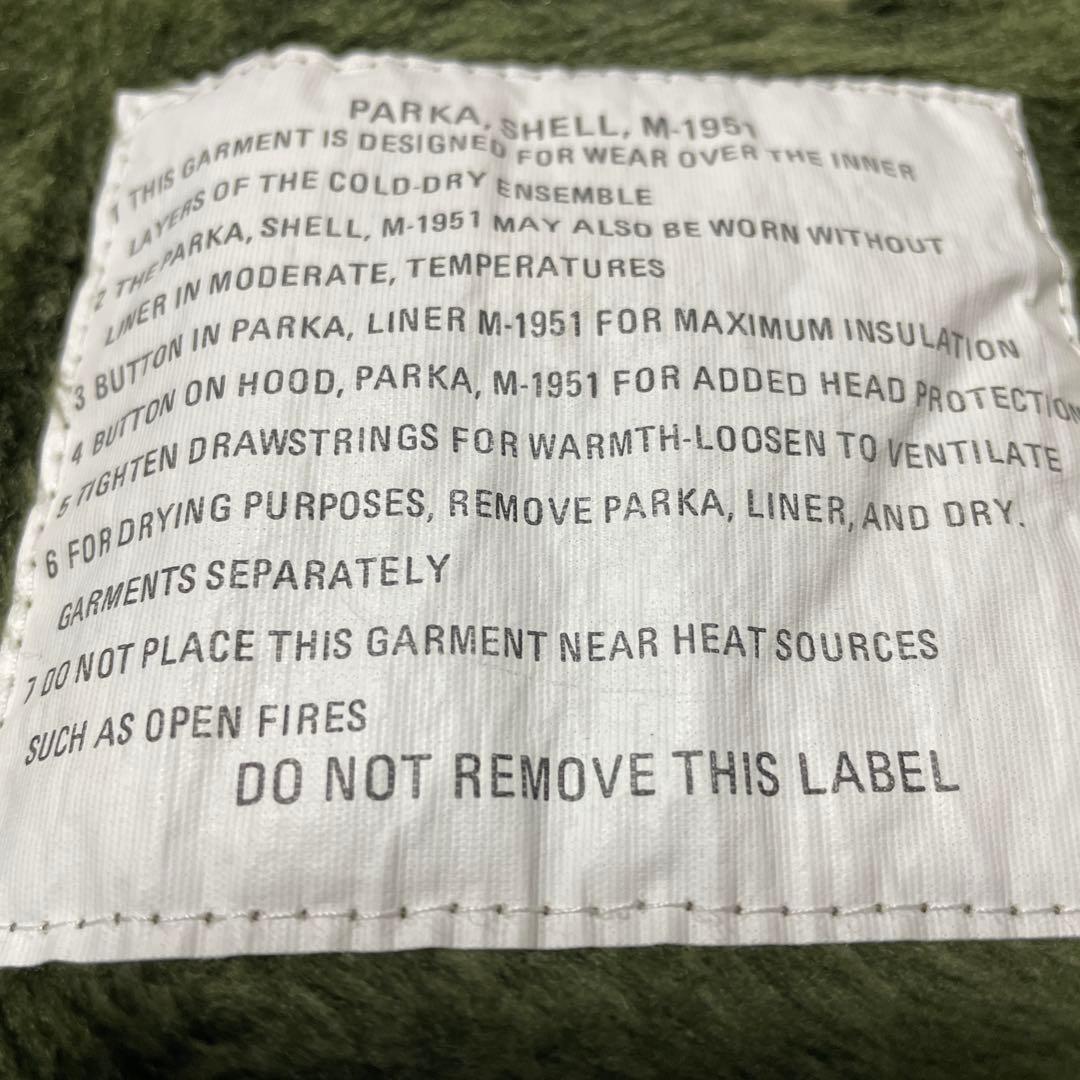 PARKA, SHELL, M-1951
1 THIS GARMENT IS DESIGNED FOR WEAR OVER THE INNER
LAYERS OF THE COLD-DRY ENSEMBLE
2 THE PARKA, SHELL, M-1951 MAY ALSO BE WORN WITHOUT
LINER IN MODERATE, TEMPERATURES
3 BUTTON IN PARKA, LINER M-1951 FOR MAXIMUM INSULATION
4 BUTTON ON HOOD, PARKA, M-1951 FOR ADDED HEAD PROTECTION
5 TIGHTEN DRAWSTRINGS FOR WARMTH-LOOSEN TO VENTILATE
6 FOR DRYING PURPOSES, REMOVE PARKA, LINER, AND DRY.
GARMENTS SEPARATELY
7 DO NOT PLACE THIS GARMENT NEAR HEAT SOURCES
SUCH AS OPEN FIRES
DO NOT REMOVE THIS LABEL